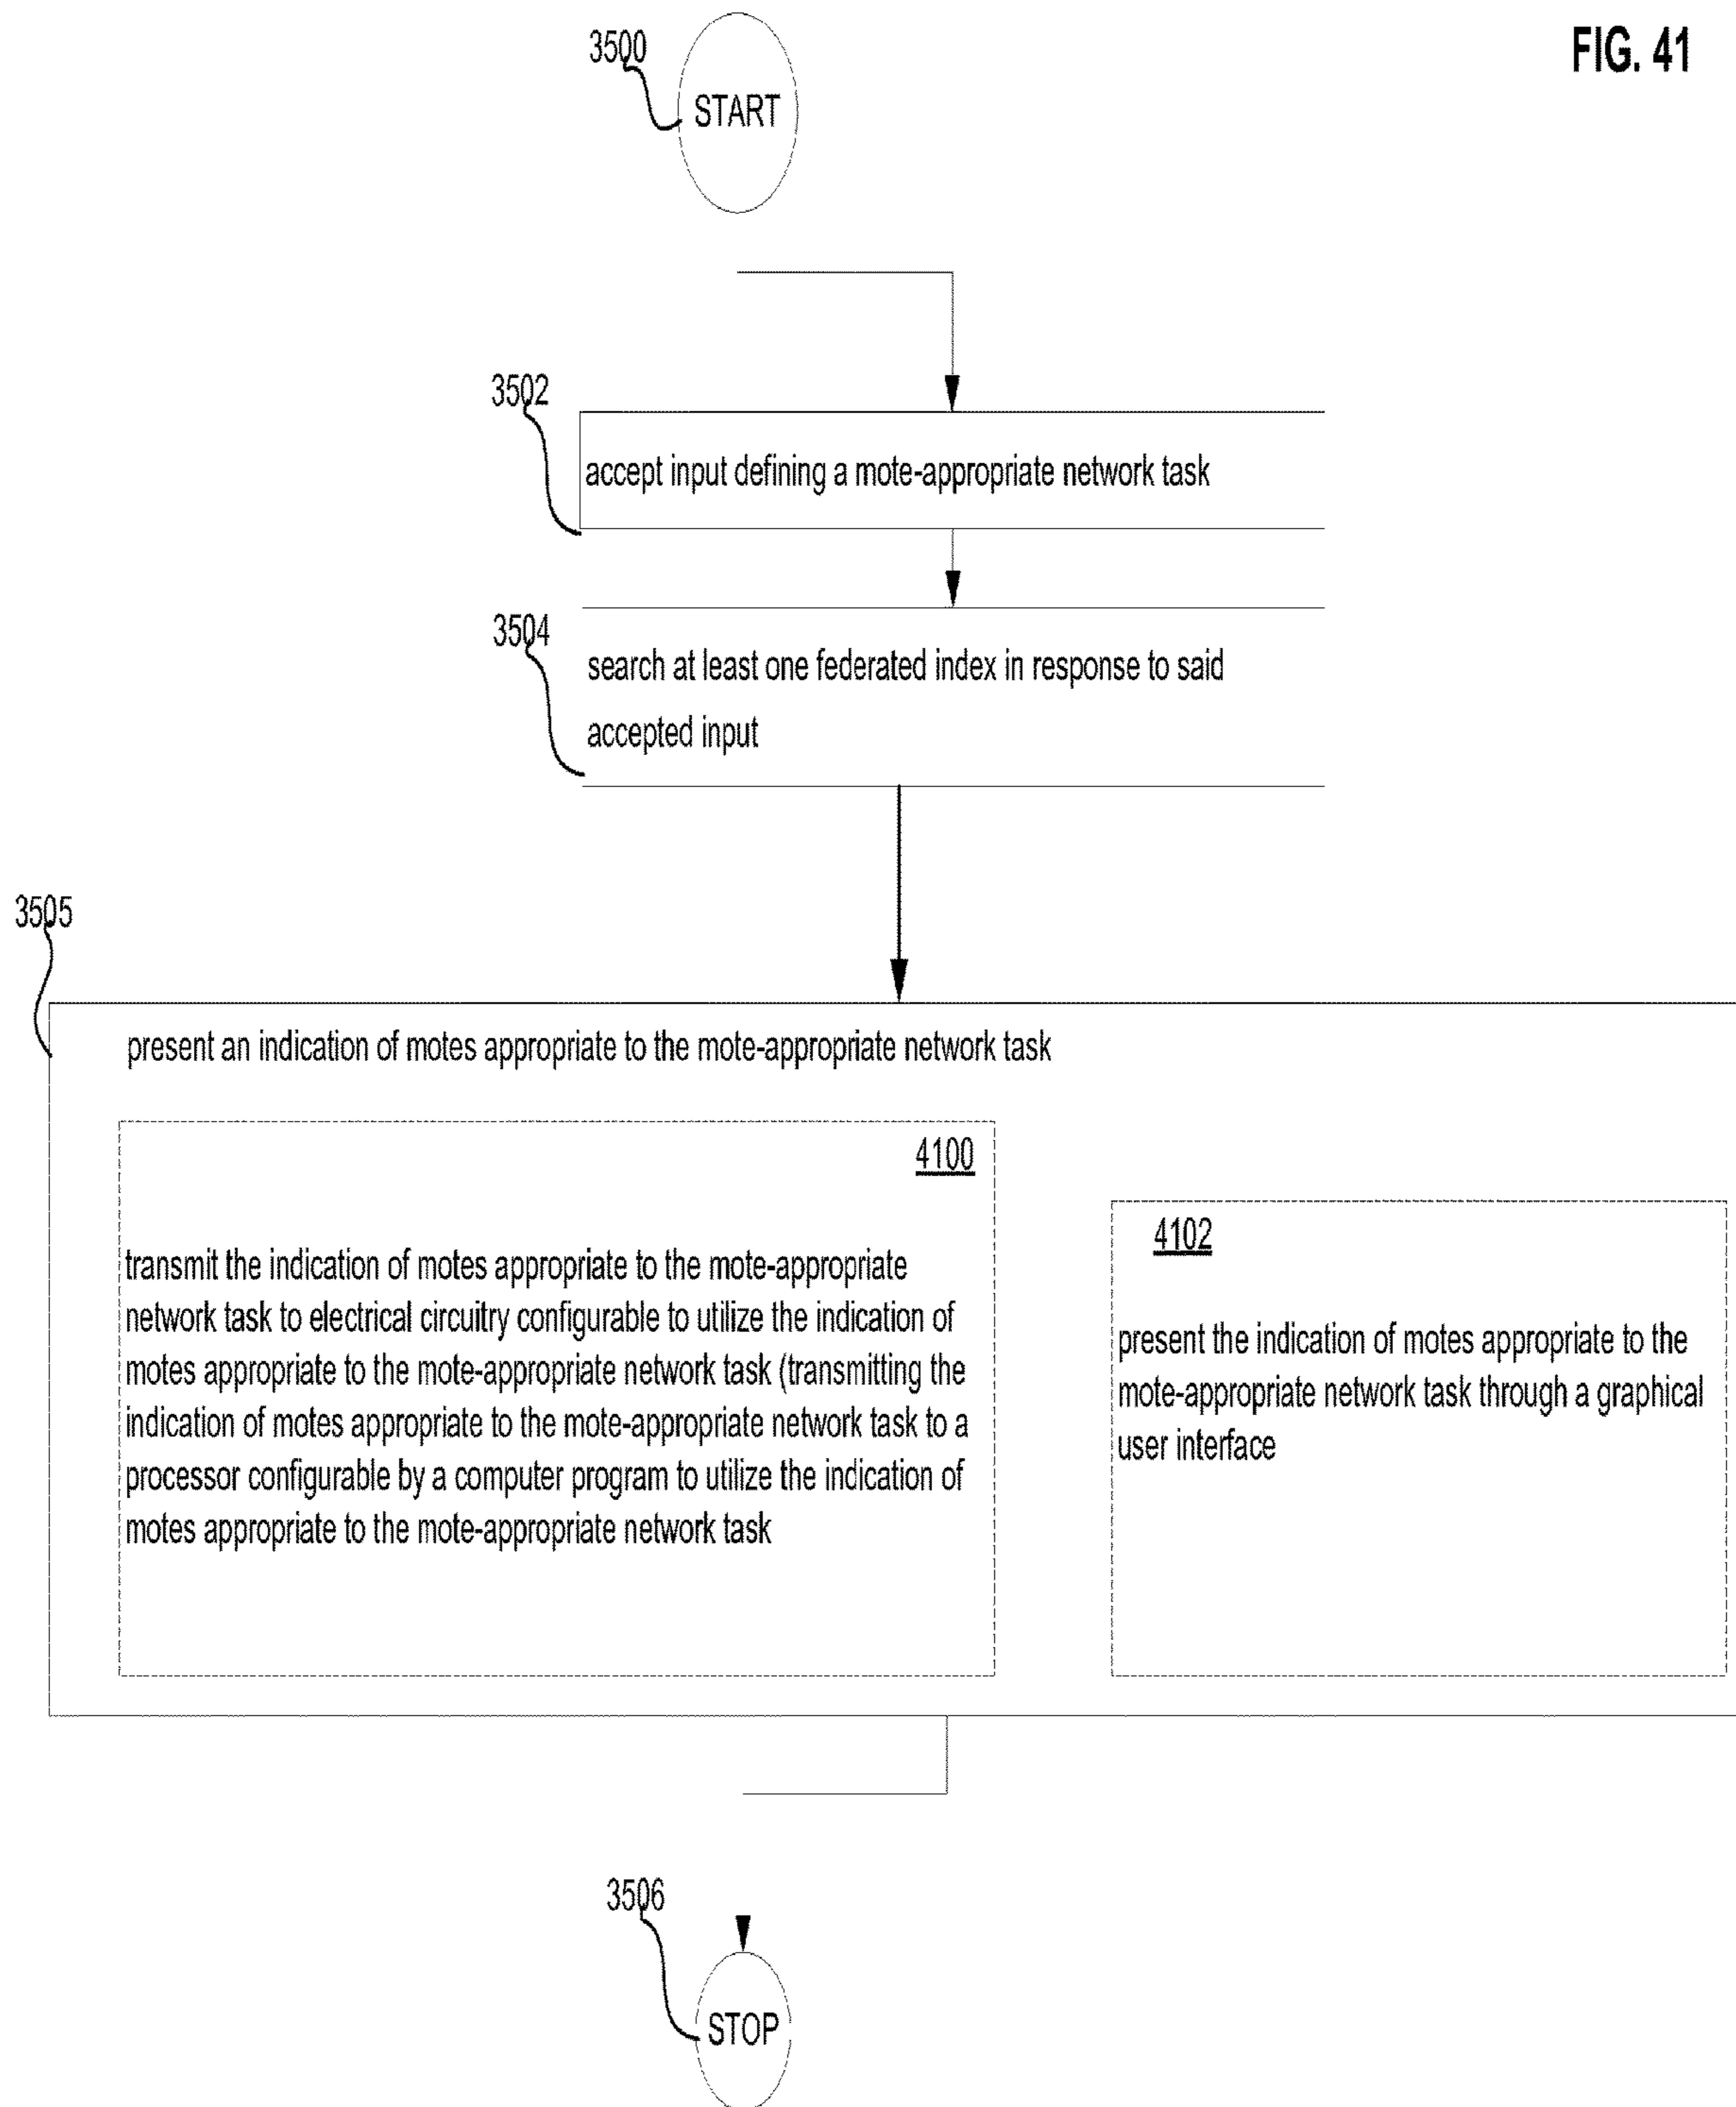 FIG. 41
3500
START
3502
accept input defining a mote-appropriate network task
3504
search at least one federated index in response to said
accepted input
3505
present an indication of motes appropriate to the mote-appropriate network task
4100
transmit the indication of motes appropriate to the mote-appropriate
network task to electrical circuitry configurable to utilize the indication of
motes appropriate to the mote-appropriate network task (transmitting the
indication of motes appropriate to the mote-appropriate network task to a
processor configurable by a computer program to utilize the indication of
motes appropriate to the mote-appropriate network task
4102
present the indication of motes appropriate to the
mote-appropriate network task through a graphical
user interface
3506
STOP